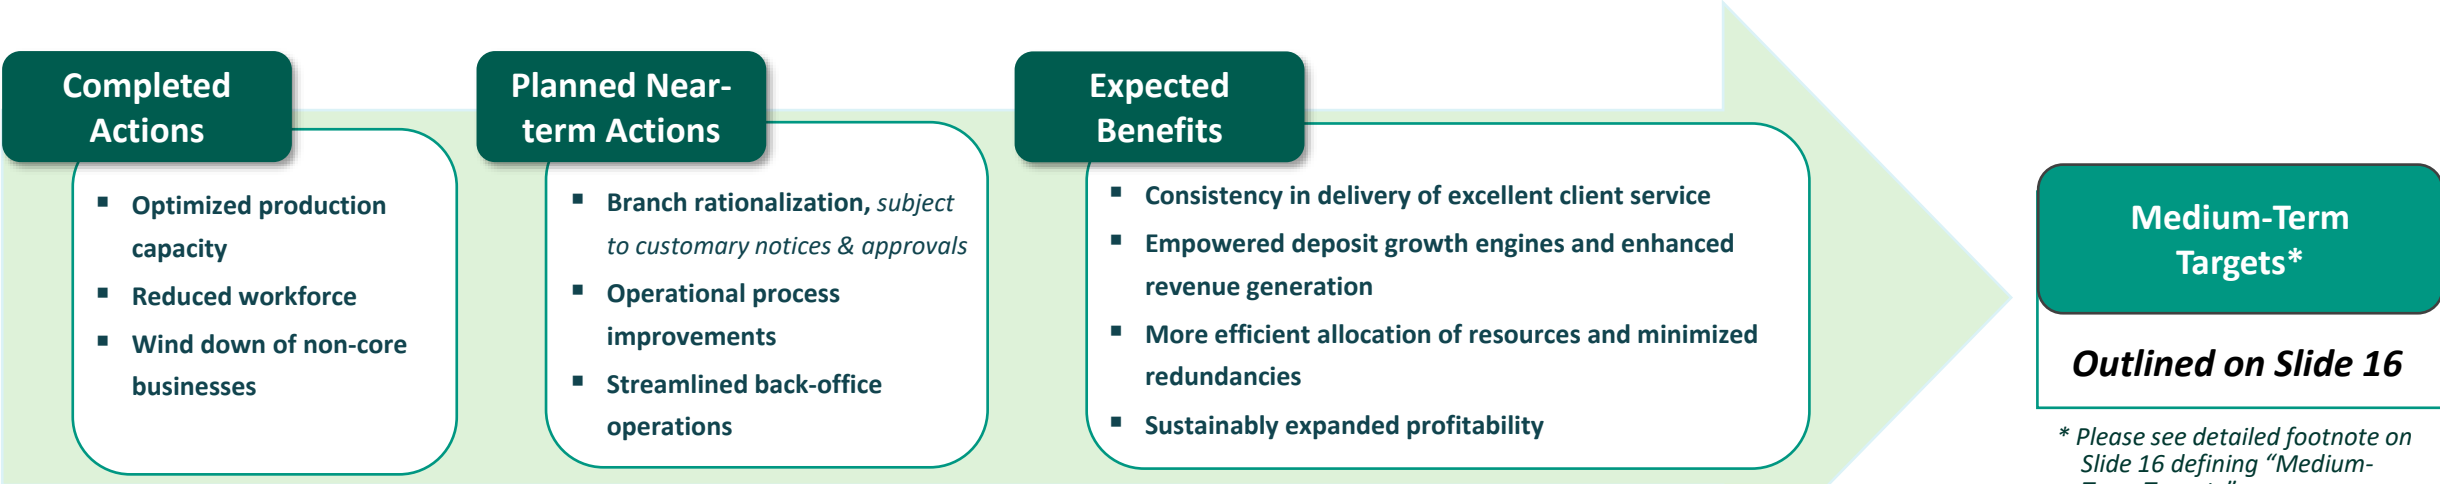 Completed
Actions
▪ Optimized production
capacity
▪ Reduced workforce
▪ Wind down of non-core
businesses
Planned Near-
term Actions
▪ Branch rationalization, subject
to customary notices & approvals
▪ Operational process
improvements
▪ Streamlined back-office
operations
Expected
Benefits
▪ Consistency in delivery of excellent client service
▪ Empowered deposit growth engines and enhanced
revenue generation
▪ More efficient allocation of resources and minimized
redundancies
▪ Sustainably expanded profitability
Medium-Term
Targets*
Outlined on Slide 16
* Please see detailed footnote on
Slide 16 defining “Medium-